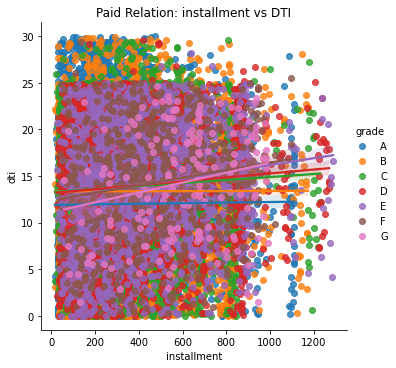 Paid Relation: installment vs DTI
30
25
20
15
10
5
0
dti
0 200 400 600 800 1000 1200
installment
grade
A
B
C
D
E
F
G